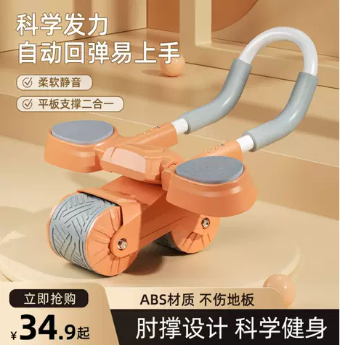 科学发力
自动回弹易上手
柔软静音
平板支撑二合一
立即抢购
¥34.9起
ABS材质 不伤地板
肘撑设计 科学健身